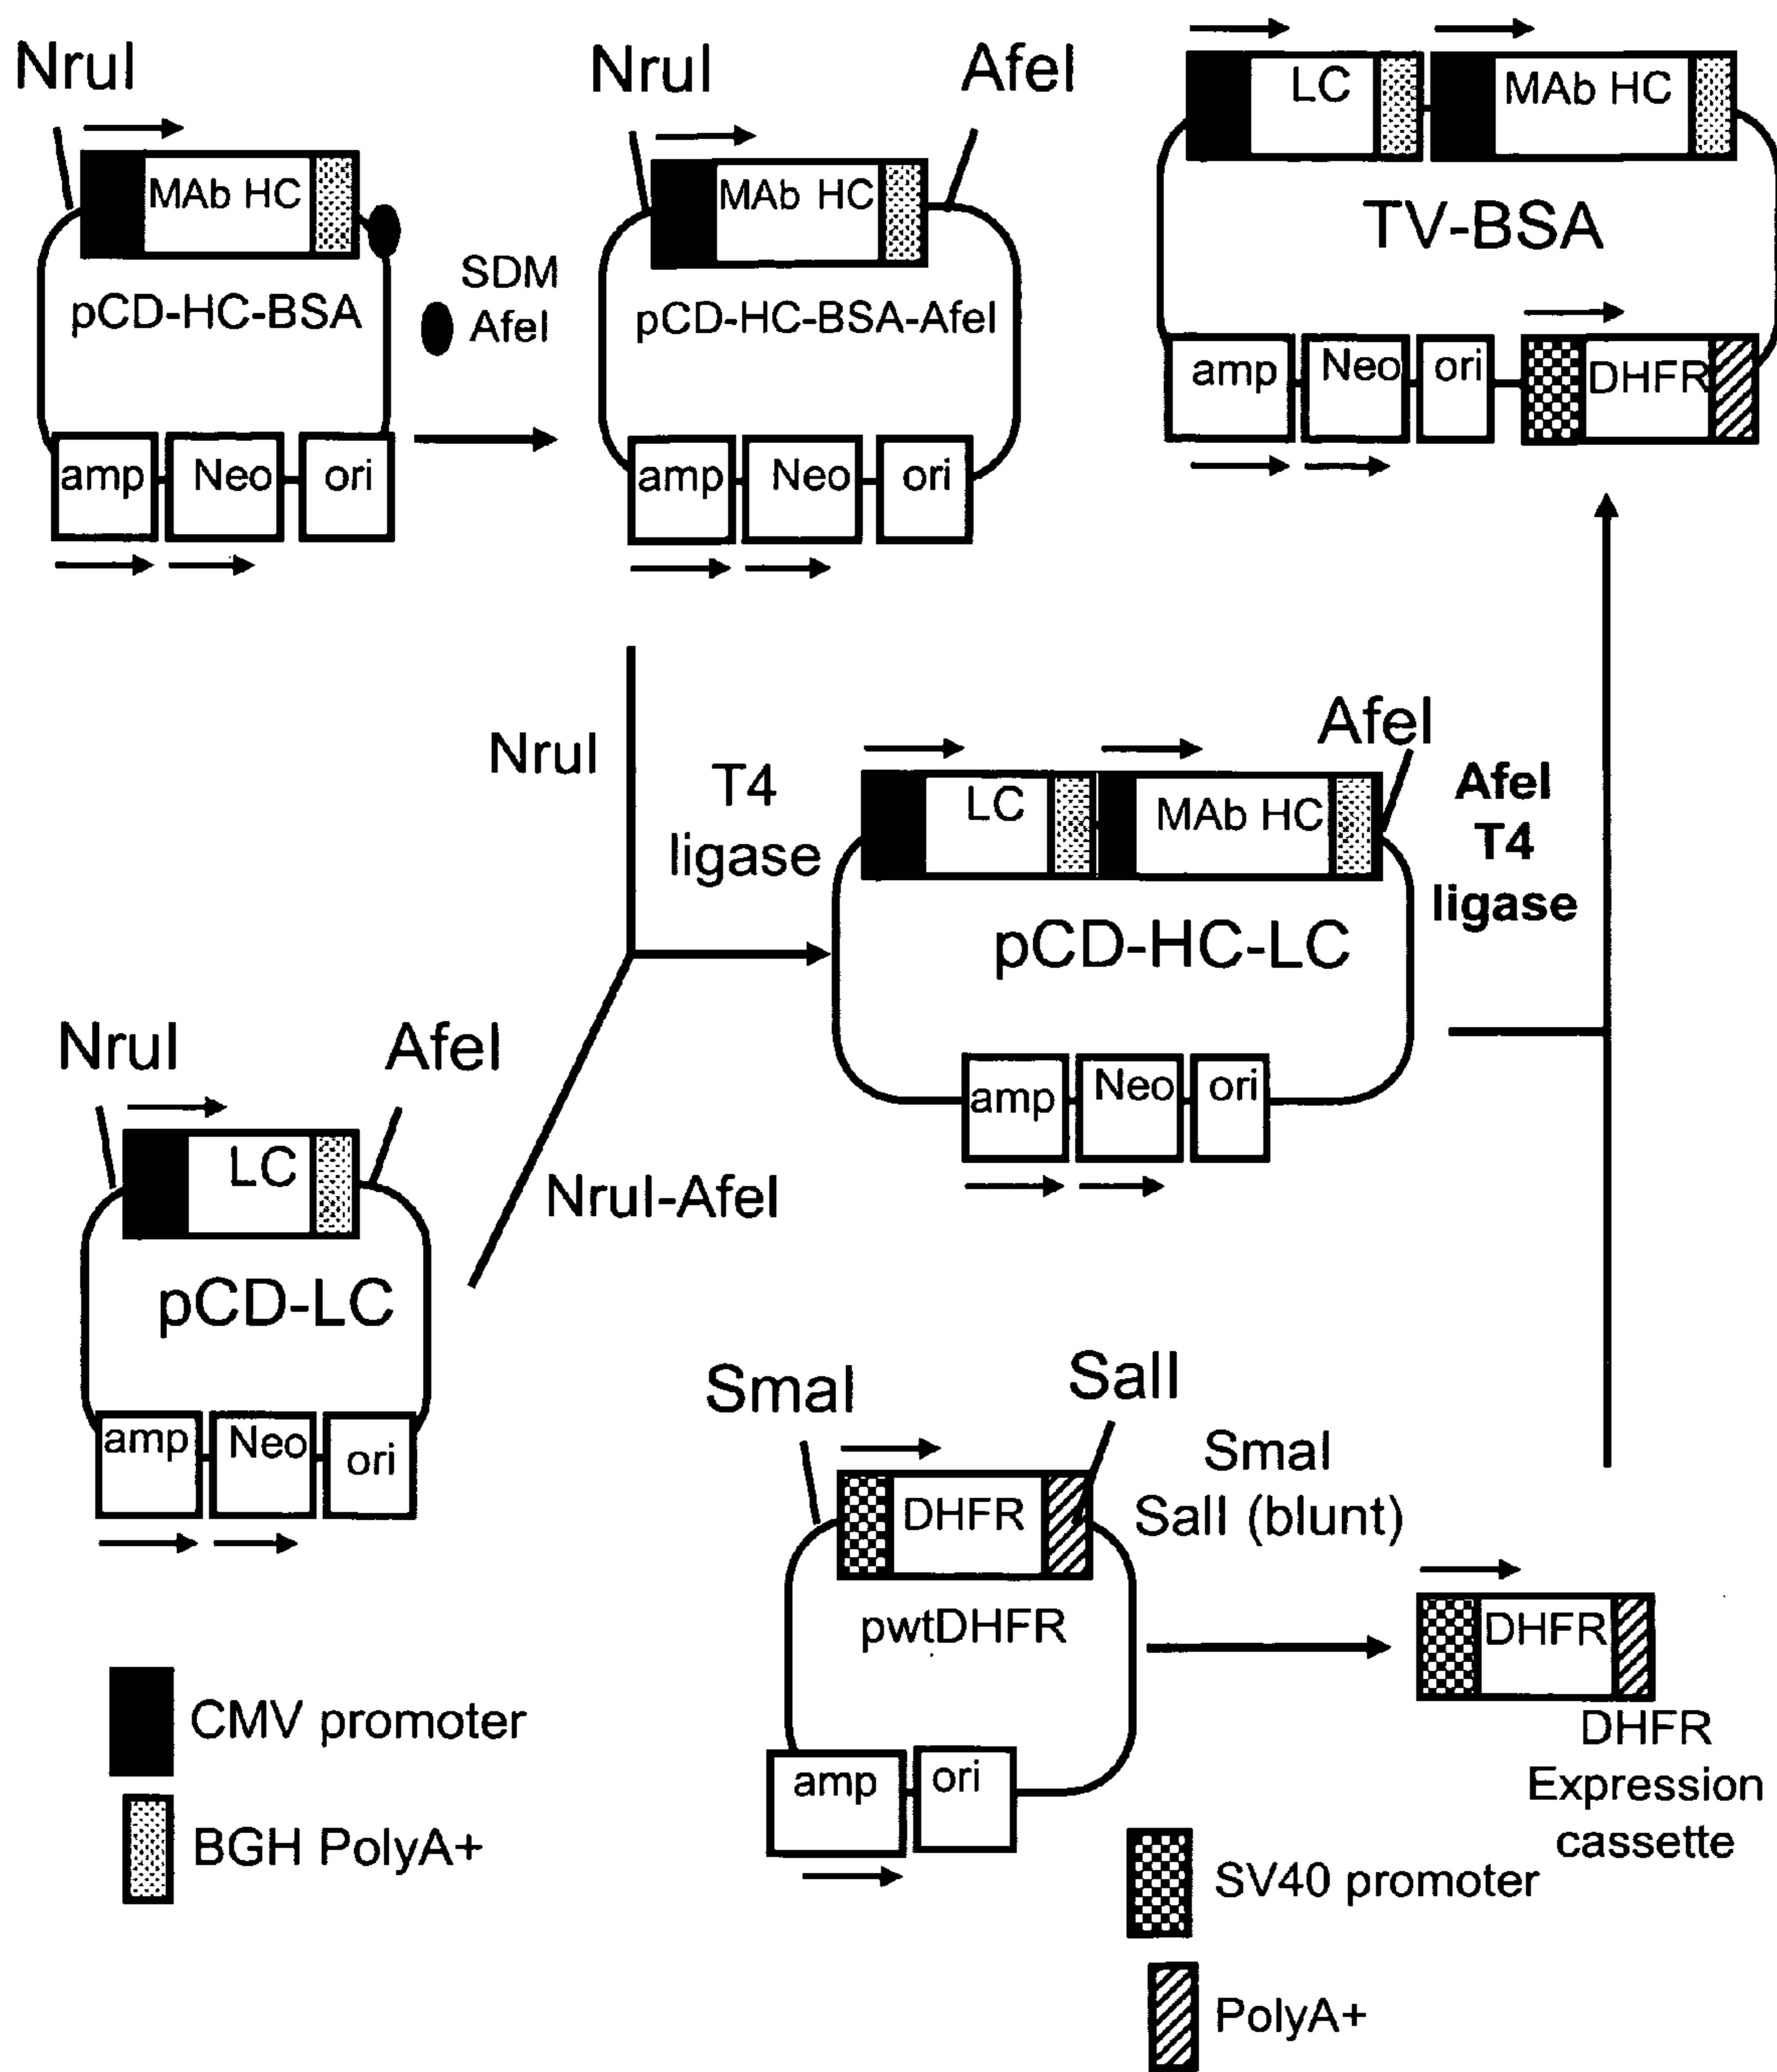 NruI
MAb HC
pCD-HC-BSA
amp Neo ori
SDM
AfeI
NruI AfeI
MAb HC
pCD-HC-BSA-AfeI
amp Neo ori
LC MAb HC
TV-BSA
amp Neo ori DHFR
NruI
T4
ligase
AfeI
LC MAb HC
pCD-HC-LC
amp Neo ori
AfeI
T4
ligase
NruI AfeI
LC
pCD-LC
amp Neo ori
NruI-AfeI
SmaI SalI
DHFR
pwtDHFR
amp ori
SmaI
SalI (blunt)
DHFR
DHFR
Expression
cassette
CMV promoter
BGH PolyA+
SV40 promoter
PolyA+